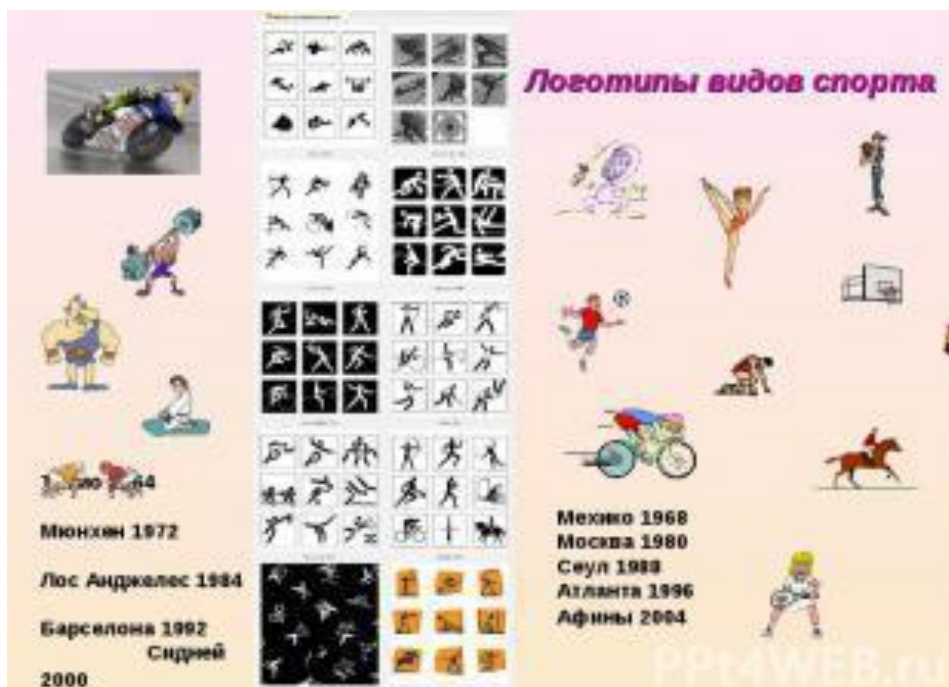 Логотипы видов спорта
64
Мюнхен 1972
Лос Анджелес 1984
Барселона 1992
Сидней
2000
Мехико 1968
Москва 1980
Сеул 1988
Атланта 1996
Афины 2004
PPt4WEB.ru